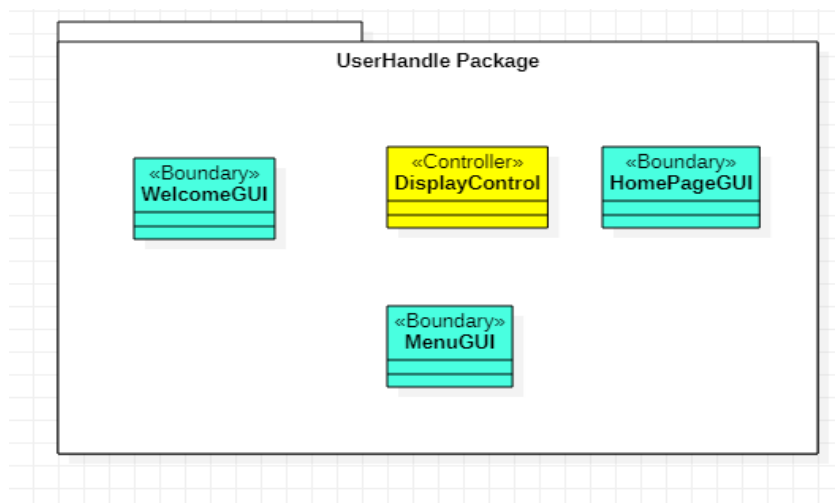 UserHandle Package
«Boundary»
WelcomeGUI
«Controller»
DisplayControl
«Boundary»
HomePageGUI
«Boundary»
MenuGUI